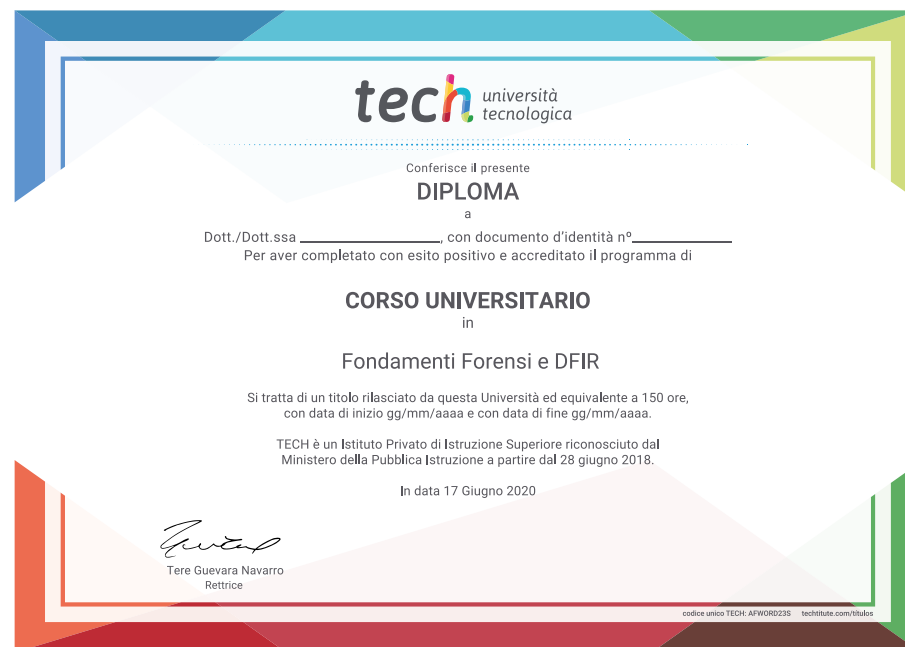 tech università
tecnologica
Conferisce il presente
DIPLOMA
a
Dott./Dott.ssa ____________________, con documento d'identità nº______________
Per aver completato con esito positivo e accreditato il programma di
CORSO UNIVERSITARIO
in
Fondamenti Forensi e DFIR
Si tratta di un titolo rilasciato da questa Università ed equivalente a 150 ore,
con data di inizio gg/mm/aaaa e con data di fine gg/mm/aaaa.
TECH è un Istituto Privato di Istruzione Superiore riconosciuto dal
Ministero della Pubblica Istruzione a partire dal 28 giugno 2018.
In data 17 Giugno 2020
Tere Guevara Navarro
Rettrice
codice unico TECH: AFWORD23S techtitute.com/titulos